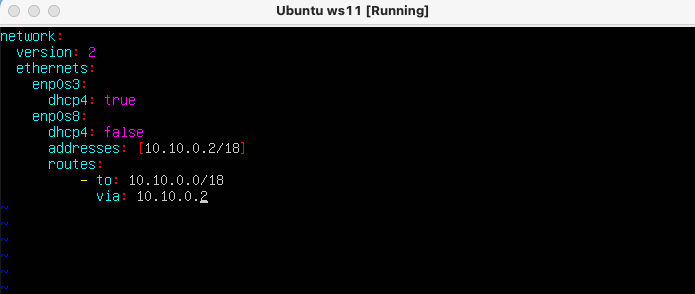 Ubuntu ws11 [Running]
network:
  version: 2
  ethernets:
    enp0s3:
      dhcp4: true
    enp0s8:
      dhcp4: false
      addresses: [10.10.0.2/18]
      routes:
          - to: 10.10.0.0/18
            via: 10.10.0.2
~
~
~
~
~
~